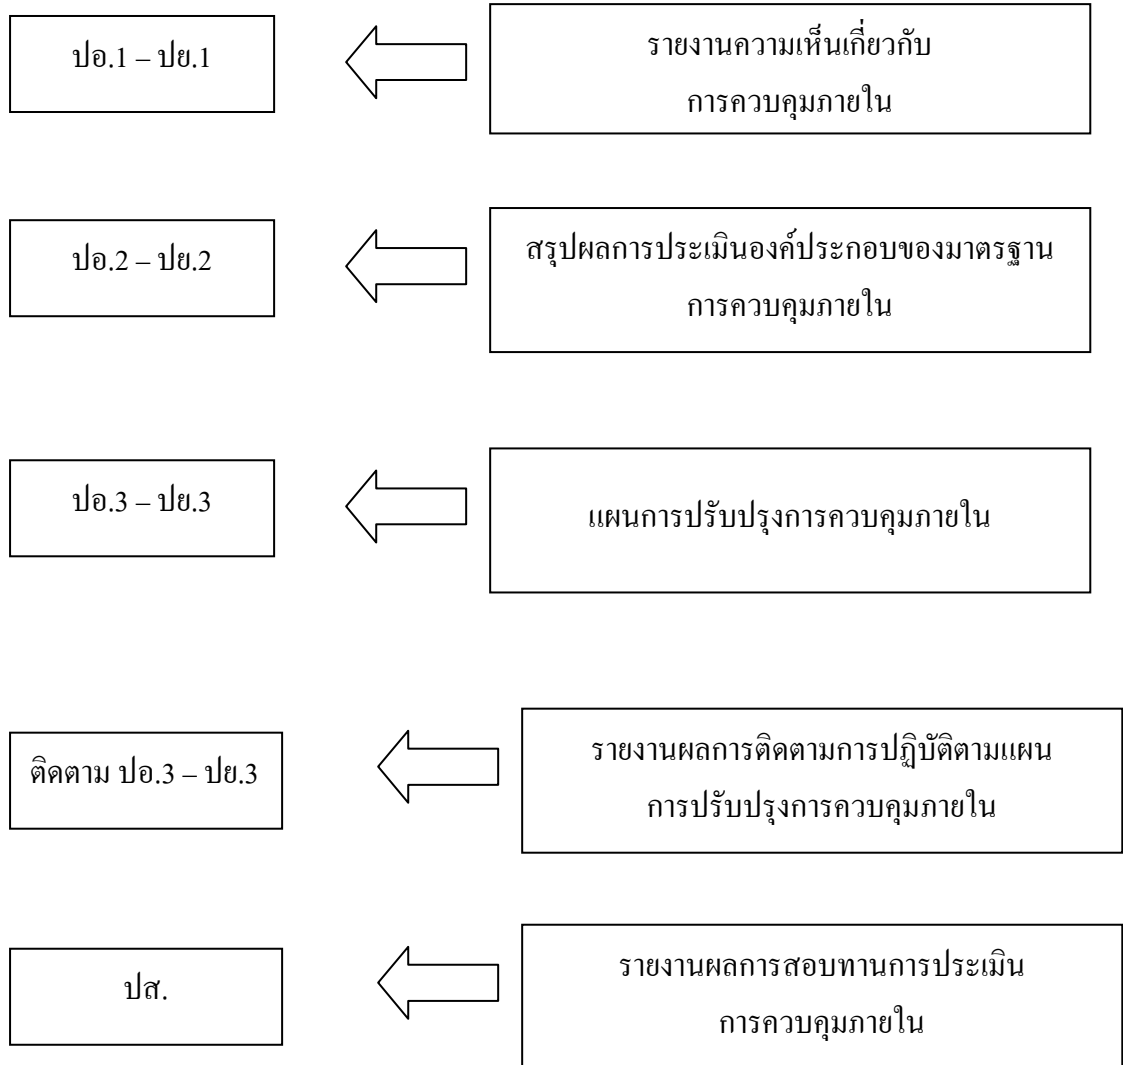 ปอ.1 – ปย.1
รายงานความเห็นเกี่ยวกับ
การควบคุมภายใน
ปอ.2 – ปย.2
สรุปผลการประเมินองค์ประกอบของมาตรฐาน
การควบคุมภายใน
ปอ.3 – ปย.3
แผนการปรับปรุงการควบคุมภายใน
ติดตาม ปอ.3 – ปย.3
รายงานผลการติดตามการปฏิบัติตามแผน
การปรับปรุงการควบคุมภายใน
ปส.
รายงานผลการสอบทานการประเมิน
การควบคุมภายใน